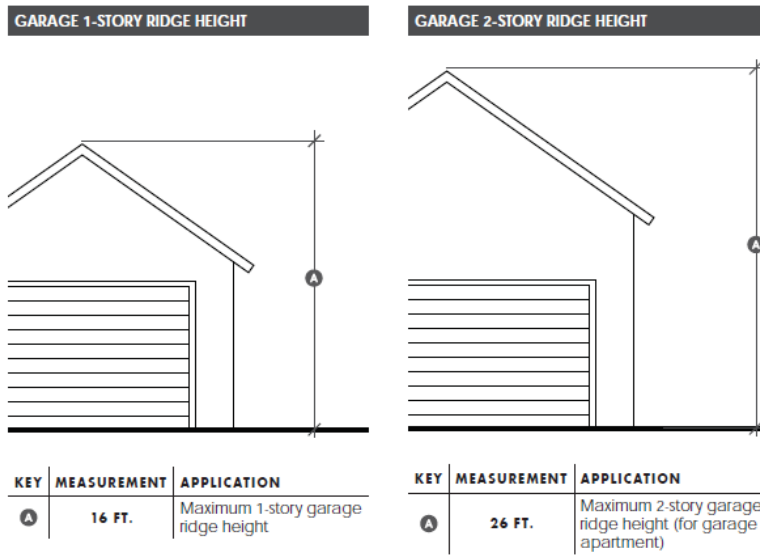 GARAGE 1-STORY RIDGE HEIGHT
A
KEY MEASUREMENT APPLICATION
A 16 FT. Maximum 1-story garage
ridge height
GARAGE 2-STORY RIDGE HEIGHT
A
KEY MEASUREMENT APPLICATION
A 26 FT. Maximum 2-story garage
ridge height (for garage
apartment)